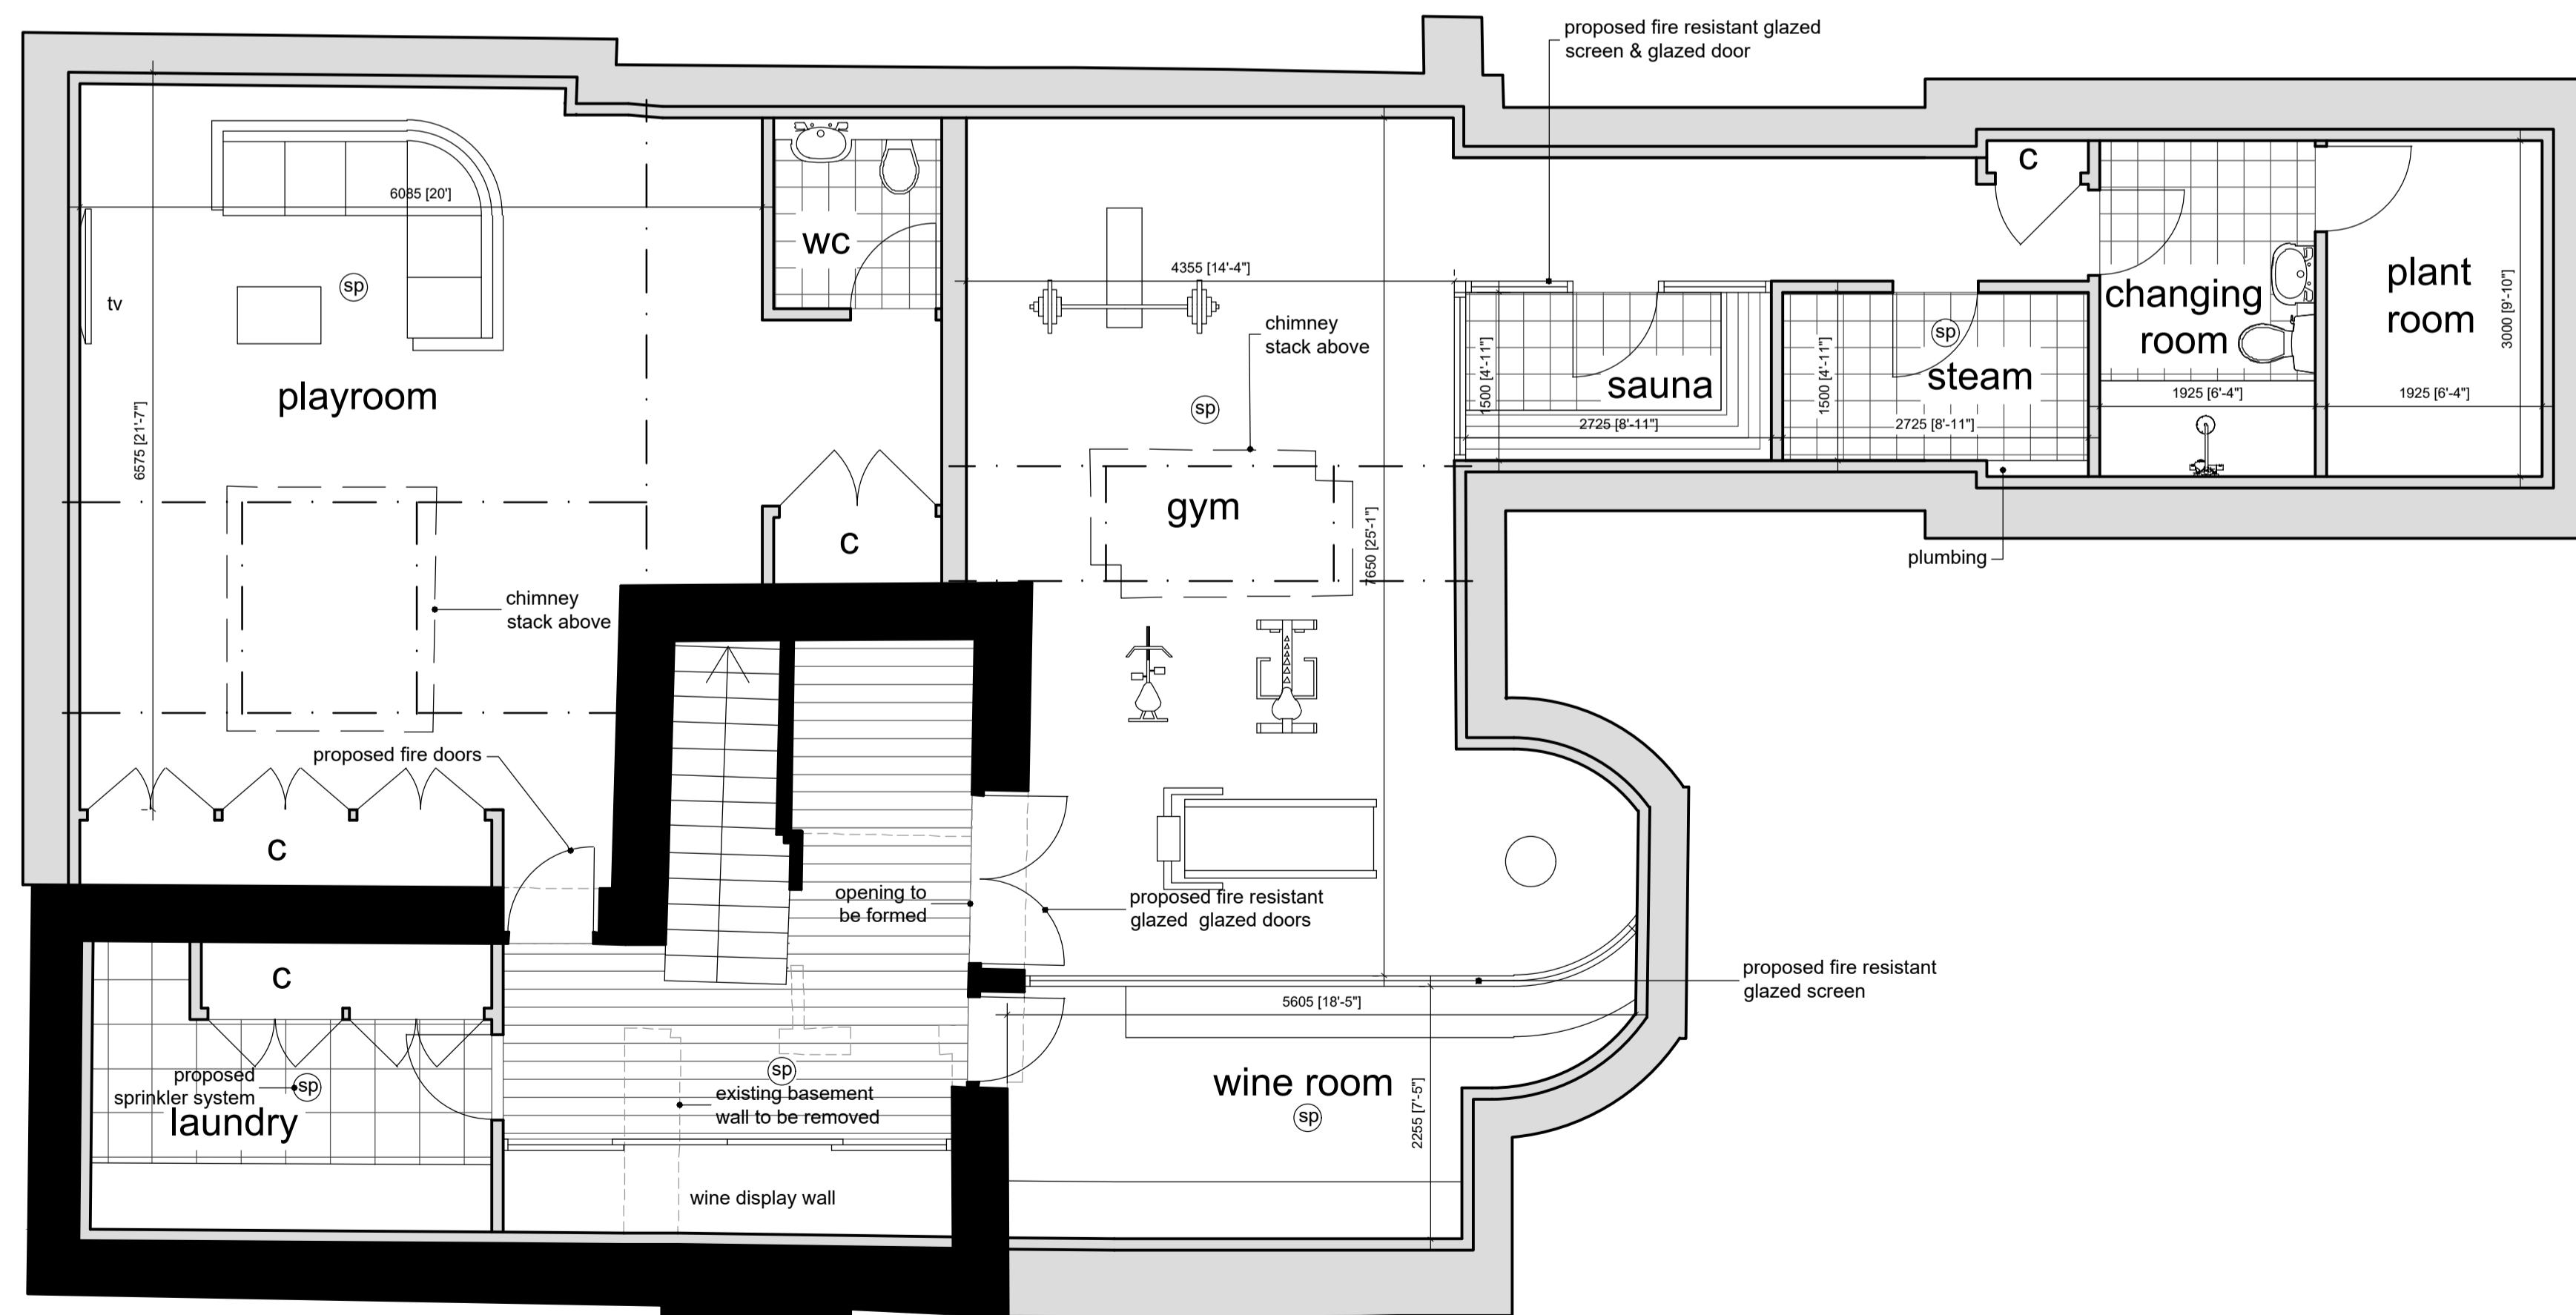 proposed fire resistant glazed
screen & glazed door
c
6085 [20']
wc
4355 [14'-4"]
sp
tv
playroom
6575 [21'-7"]
chimney
stack above
sp
gym
7650 [25'-1"]
1500 [4'-11"]
sauna
2725 [8'-11"]
1500 [4'-11"]
sp
steam
2725 [8'-11"]
changing
room
1925 [6'-4"]
plant
room
3000 [9'-10"]
1925 [6'-4"]
plumbing
c
chimney
stack above
proposed fire doors
c
opening to
be formed
proposed fire resistant
glazed glazed doors
proposed fire resistant
glazed screen
5605 [18'-5"]
c
proposed
sprinkler system
sp
laundry
sp
existing basement
wall to be removed
wine display wall
wine room
sp
2255 [7'-5"]